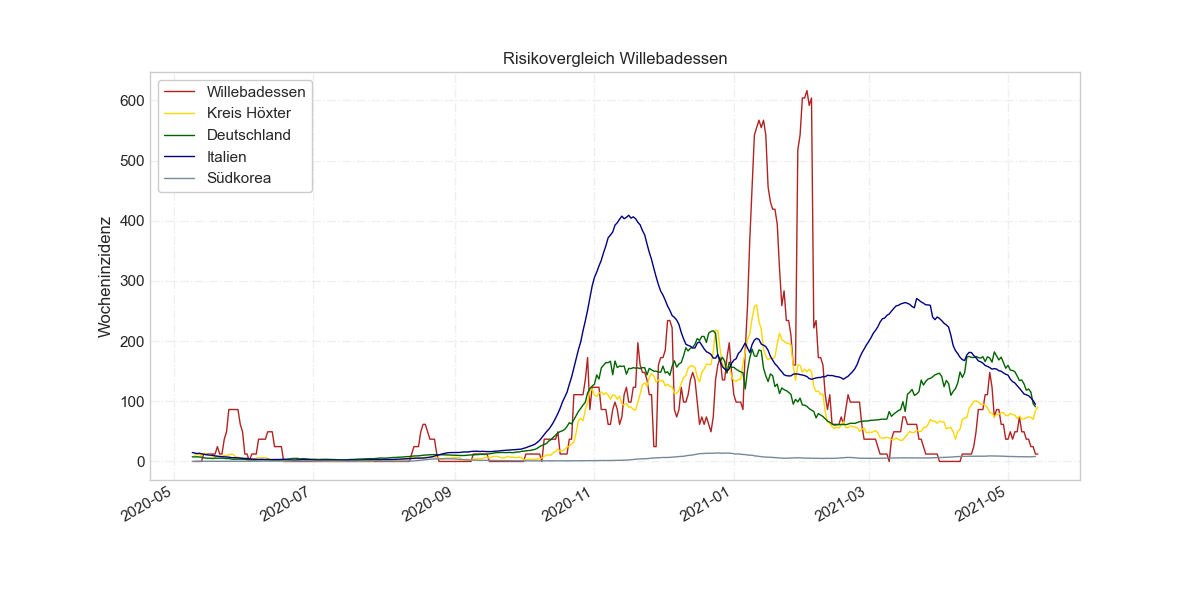 Risikovergleich Willebadessen
Willebadessen
Kreis Höxter
Deutschland
Italien
Südkorea
Wocheninzidenz
600
500
400
300
200
100
0
2020-05
2020-07
2020-09
2020-11
2021-01
2021-03
2021-05